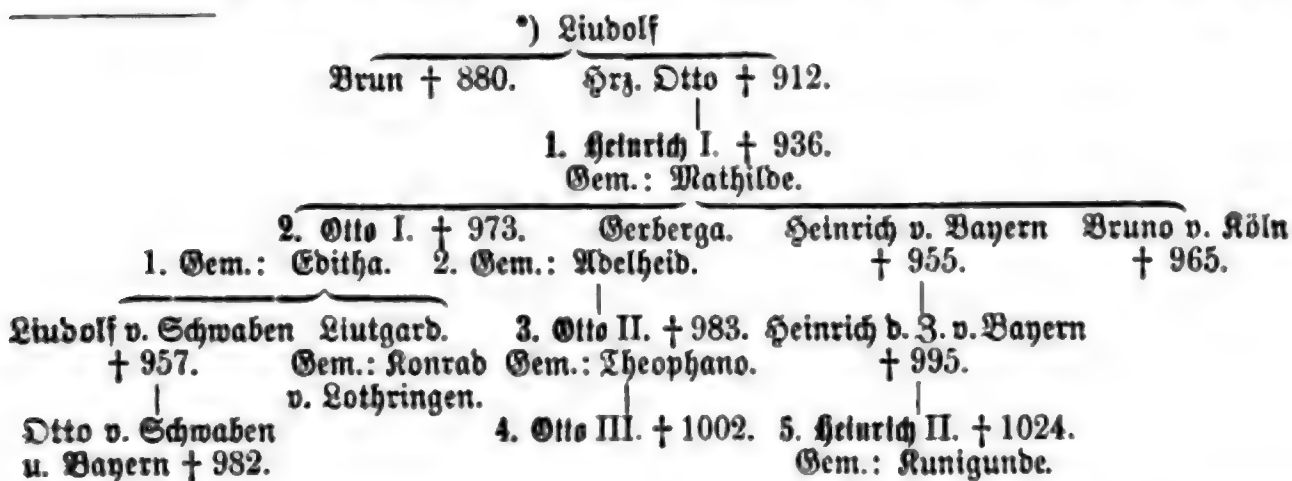 *) Liudolf
Brun † 880. Hrz. Otto † 912.
1. Heinrich I. † 936.
Gem.: Mathilde.
2. Otto I. † 973. Gerberga. Heinrich v. Bayern Bruno v. Köln
1. Gem.: Editha. 2. Gem.: Adelheid. † 955. † 965.
Liudolf v. Schwaben Liutgard. 3. Otto II. † 983. Heinrich d. Z. v. Bayern
† 957. Gem.: Konrad Gem.: Theophano. † 995.
v. Lothringen.
Otto v. Schwaben 4. Otto III. † 1002. 5. Heinrich II. † 1024.
u. Bayern † 982. Gem.: Kunigunde.